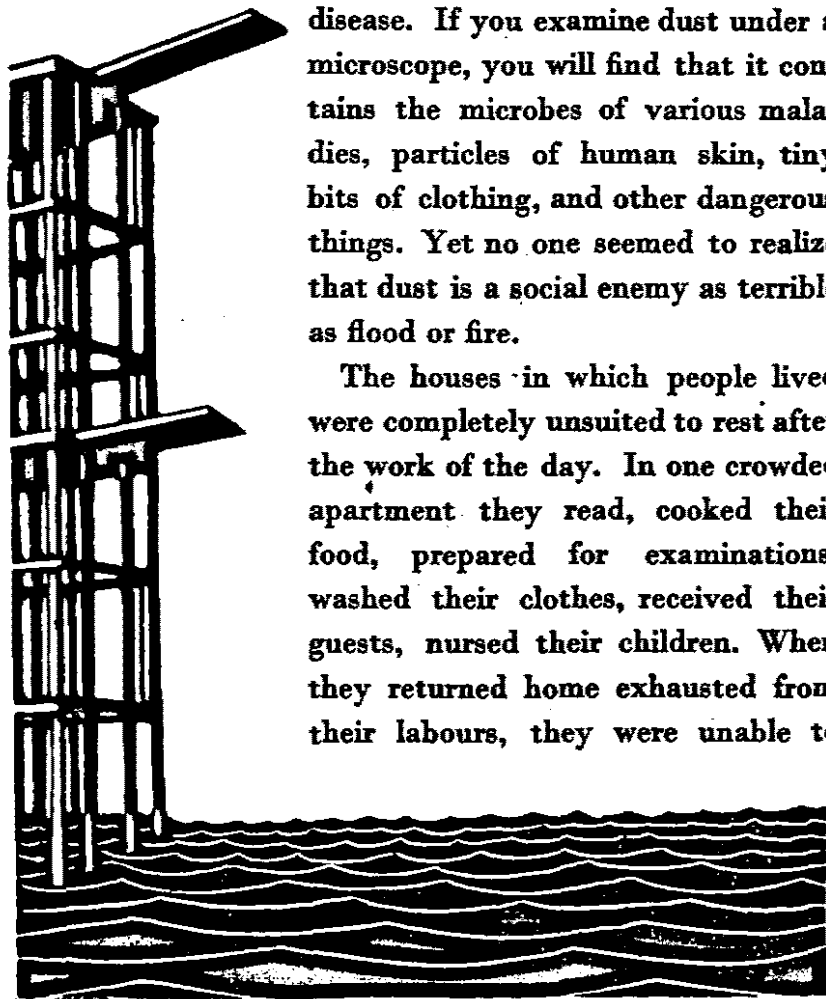 disease. If you examine dust under a
microscope, you will find that it con
tains the microbes of various mala
dies, particles of human skin, tiny
bits of clothing, and other dangerou
things. Yet no one seemed to realiz
that dust is a social enemy as terribl
as flood or fire.
The houses in which people live
were completely unsuited to rest afte
the work of the day. In one crowde
apartment they read, cooked thei
food, prepared for examinations
washed their clothes, received thei
guests, nursed their children. When
they returned home exhausted from
their labours, they were unable to